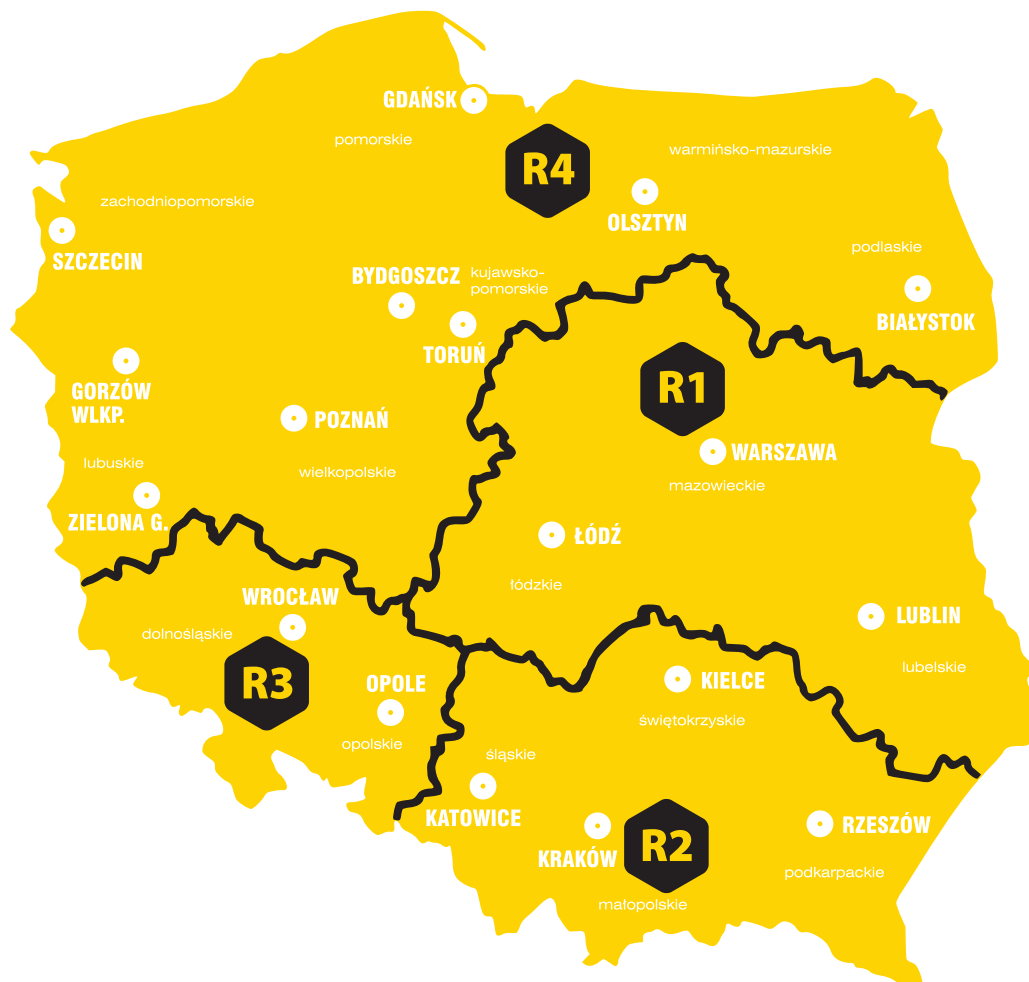 GDAŃSK
pomorskie
R4
warmińsko-mazurskie
zachodniopomorskie
OLSZTYN
SZCZECIN
podlaskie
BYDGOSZCZ
kujawsko-
pomorskie
BIAŁYSTOK
TORUŃ
GORZÓW
WLKP.
R1
POZNAŃ
WARSZAWA
lubuskie
wielkopolskie
mazowieckie
ZIELONA G.
ŁÓDŹ
łódzkie
WROCŁAW
LUBLIN
dolnośląskie
lubelskie
R3
OPOLE
KIELCE
świętokrzyskie
opolskie
śląskie
KATOWICE
RZESZÓW
KRAKÓW
R2
podkarpackie
małopolskie